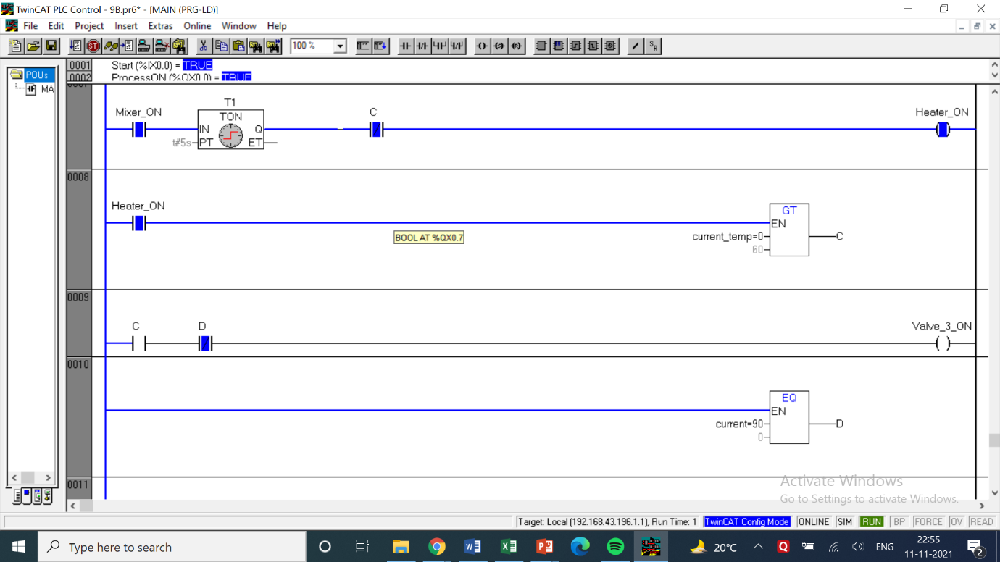 TwinCAT PLC Control - 9B.pr6* - [MAIN (PRG-LD)]
File Edit Project Insert Extras Online Window Help
100 %
POUs
MA
0001 Start (%IX0.0) = TRUE
0002 ProcessON (%QX0.0) = TRUE
0007
Mixer_ON T1 C Heater_ON
TON
IN Q
t#5s PT ET
0008
Heater_ON
GT
EN
BOOL AT %QX0.7
current_temp=0 C
60
0009
C D Valve_3_ON
0010
EQ
EN
current=90 D
0
0011
Activate Windows
Go to Settings to activate Windows.
Target: Local (192.168.43.196.1.1), Run Time: 1 TwinCAT Config Mode ONLINE SIM RUN BP FORCE OV READ
Type here to search
20°C ENG 22:55
11-11-2021
2